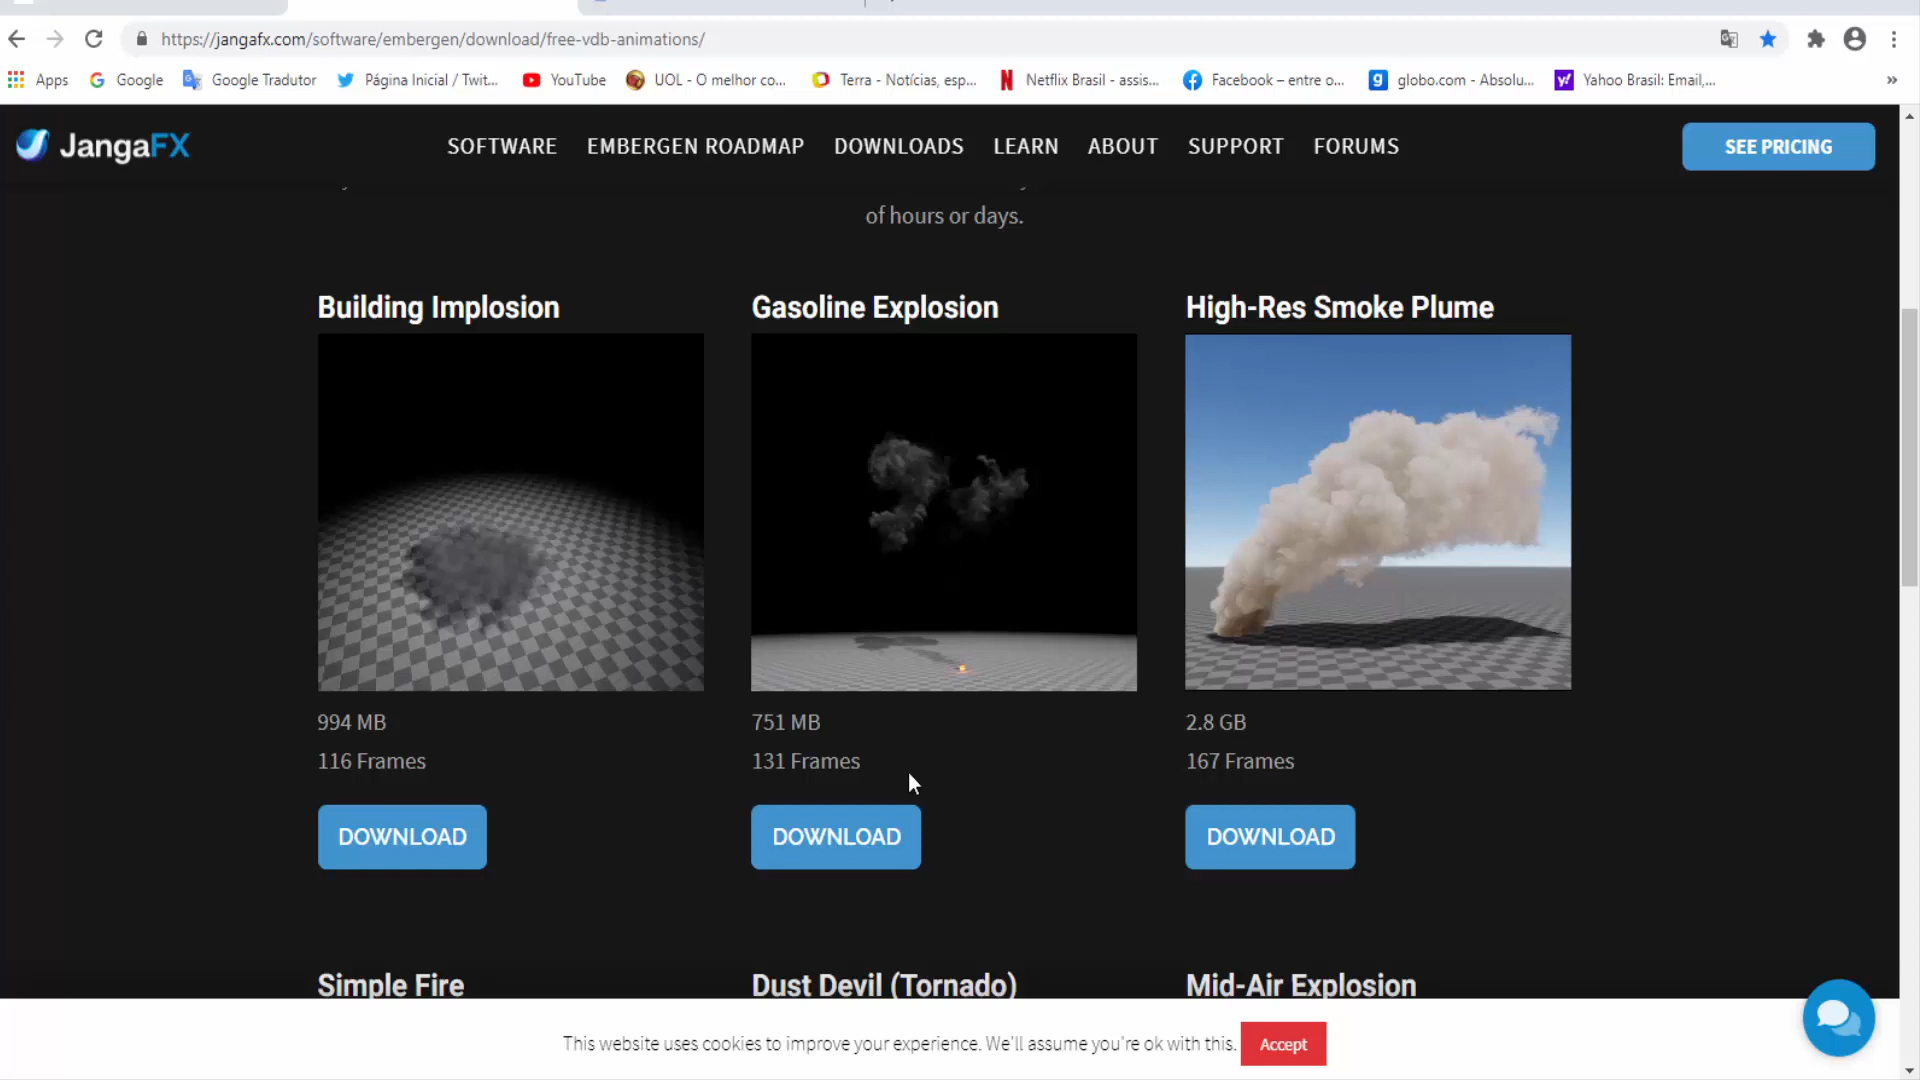 https://jangafx.com/software/embergen/download/free-vdb-animations/
Apps Google Google Tradutor Página Inicial / Twit... YouTube UOL - O melhor co... Terra - Notícias, esp... Netflix Brasil - assis... Facebook – entre o... globo.com - Absolu... Yahoo Brasil: Email,... »
JangaFX SOFTWARE EMBERGEN ROADMAP DOWNLOADS LEARN ABOUT SUPPORT FORUMS SEE PRICING
of hours or days.
Building Implosion Gasoline Explosion High-Res Smoke Plume
994 MB 751 MB 2.8 GB
116 Frames 131 Frames 167 Frames
DOWNLOAD DOWNLOAD DOWNLOAD
Simple Fire Dust Devil (Tornado) Mid-Air Explosion
This website uses cookies to improve your experience. We'll assume you're ok with this. Accept